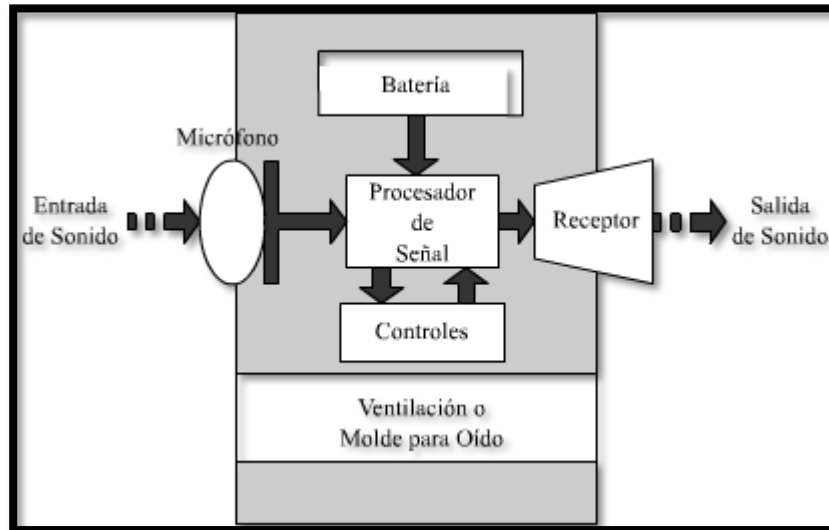 Batería
Micrófono
Entrada
de Sonido
Procesador
de
Señal
Receptor
Salida
de Sonido
Controles
Ventilación o
Molde para Oído